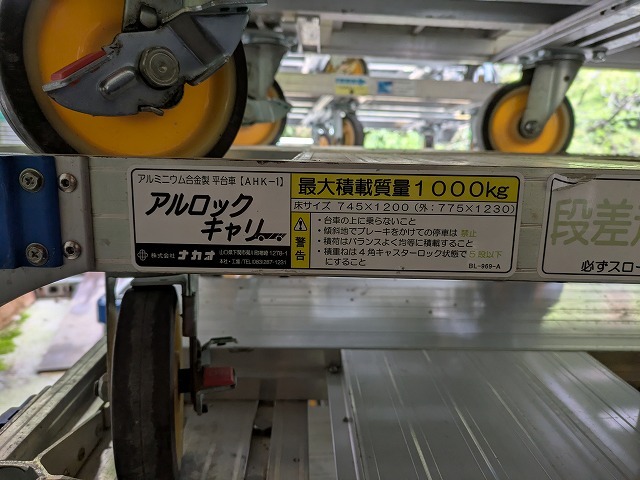 アルミニウム合金製 平台車【AHK-1】
アルロック
キャリー
株式会社 ナカオ
最大積載質量1000kg
床サイズ 745×1200(外:775×1230)
警告
・台車の上に乗らないこと
・傾斜地でブレーキをかけての停車は禁止
・積荷はバランスよく均等に積載すること
・積重ねは4角キャスターロック状態で5段以下
にすること
BL-969-A
段差
必ずスロー